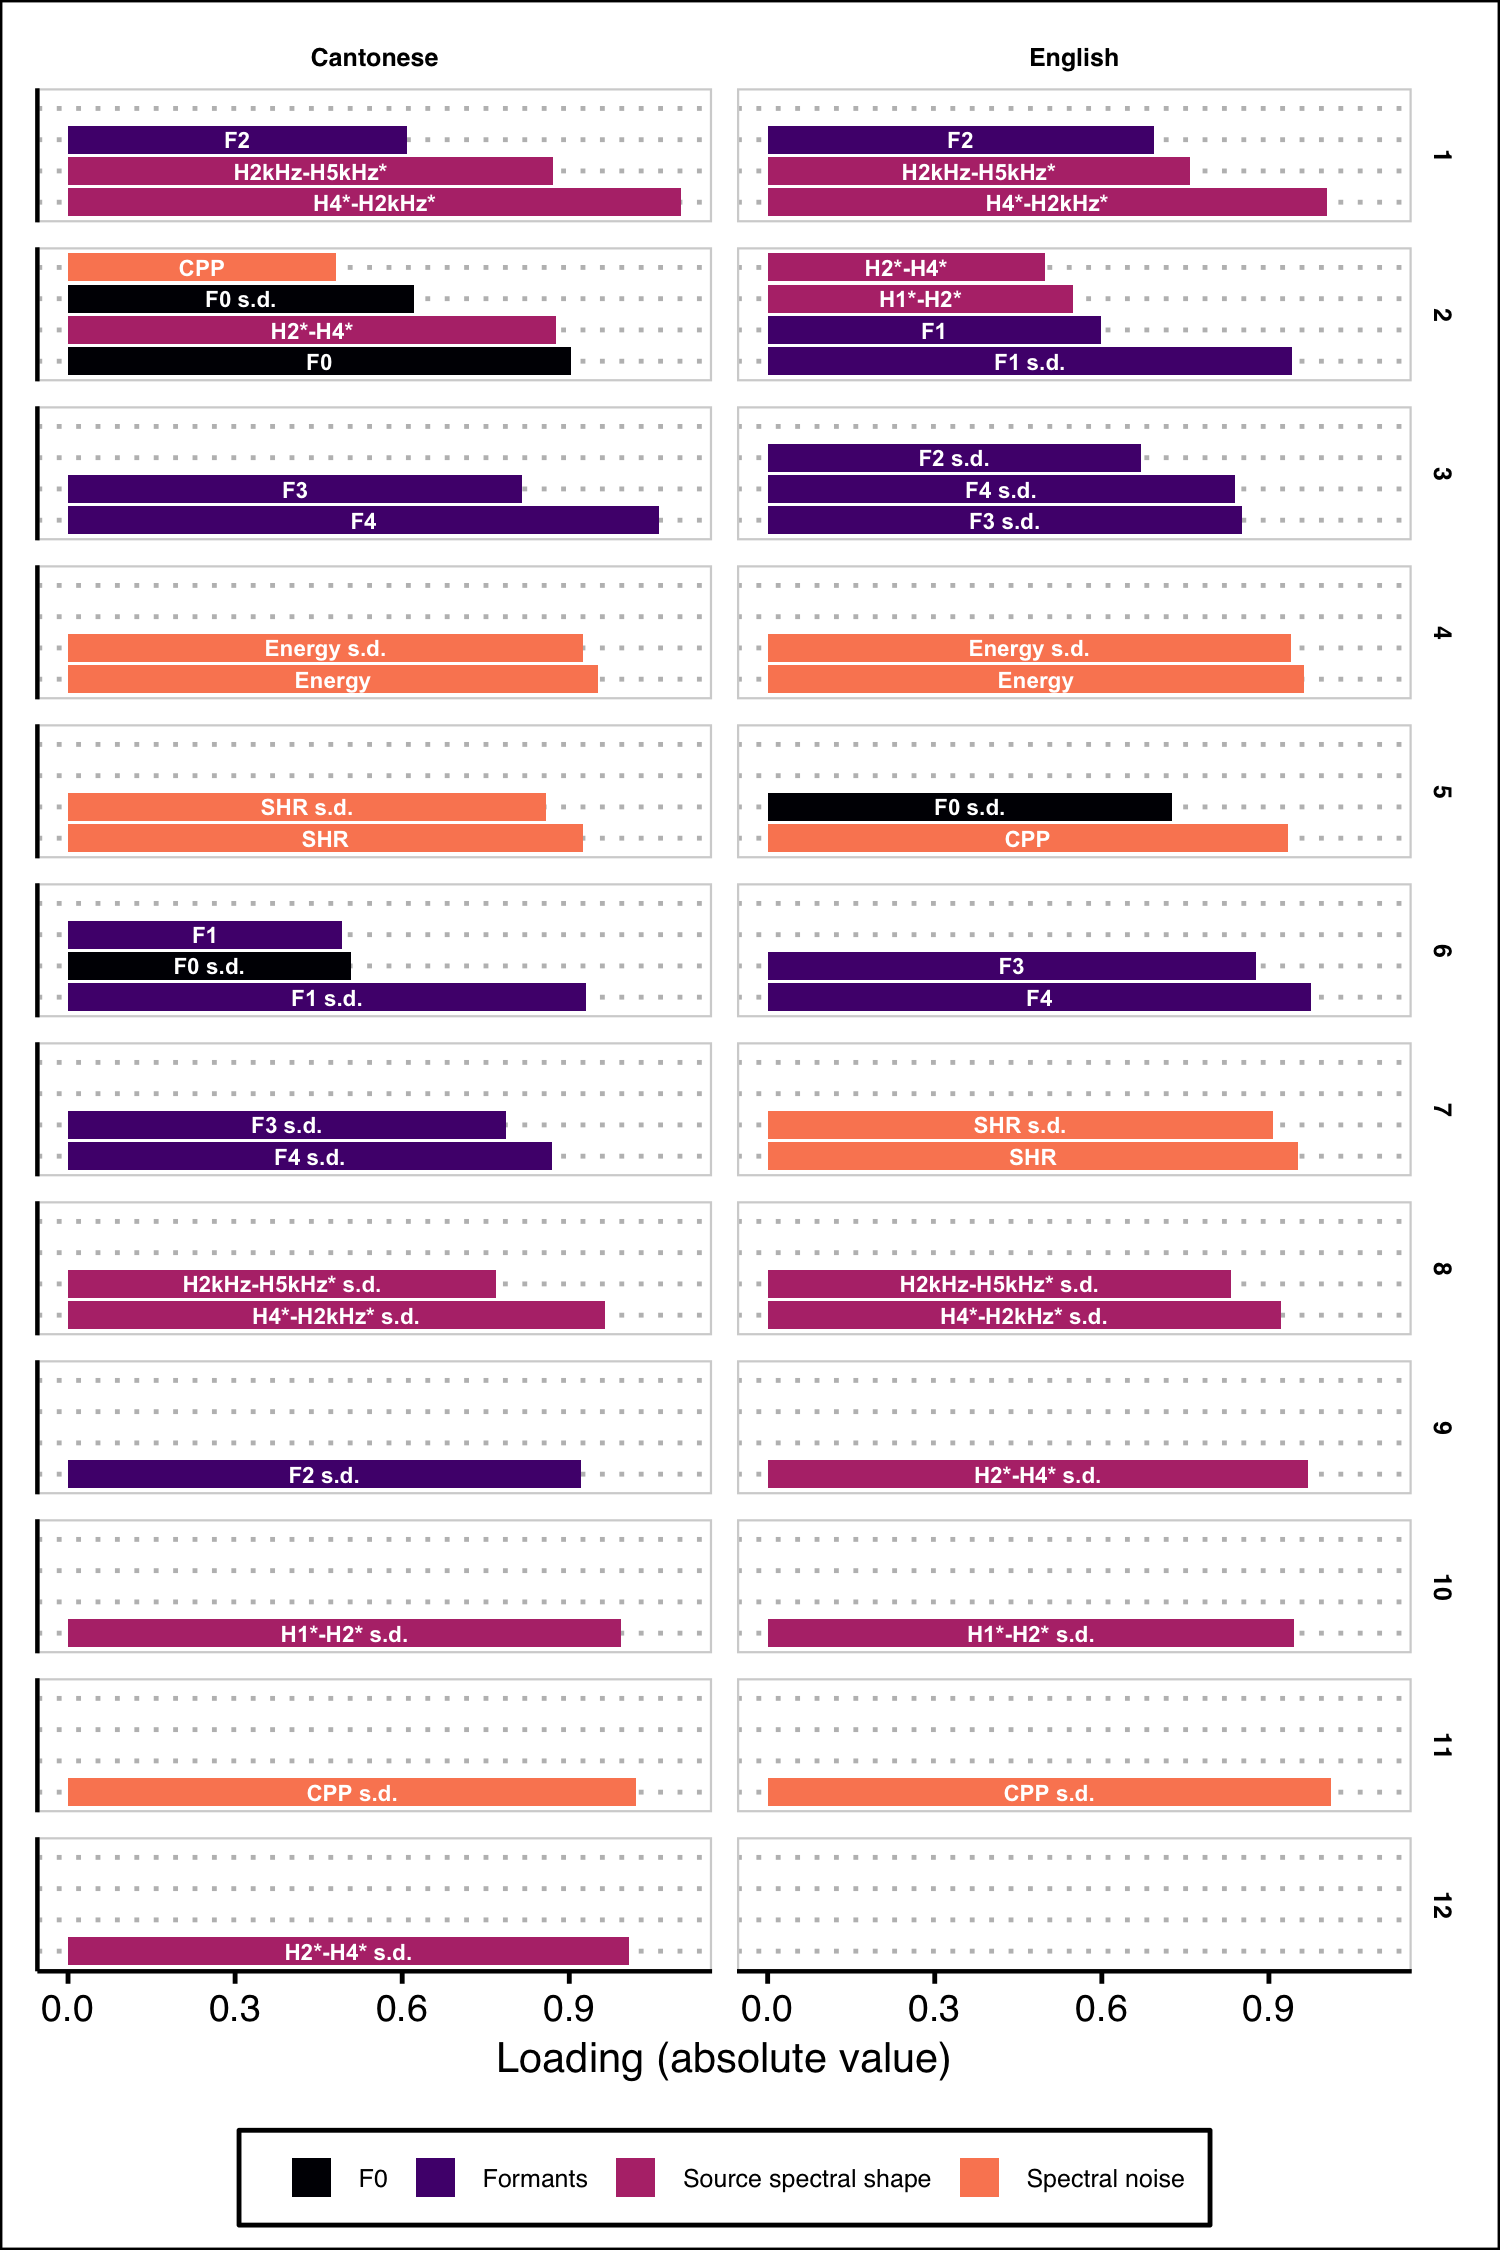 Cantonese English
F2 F2
H2kHz-H5kHz* H2kHz-H5kHz*
H4*-H2kHz* H4*-H2kHz*
1
CPP H2*-H4*
F0 s.d. H1*-H2*
H2*-H4* F1
F0 F1 s.d.
2
F2 s.d.
F3 F4 s.d.
F4 F3 s.d.
3
Energy s.d. Energy s.d.
Energy Energy
4
SHR s.d. F0 s.d.
SHR CPP
5
F1
F0 s.d. F3
F1 s.d. F4
6
F3 s.d. SHR s.d.
F4 s.d. SHR
7
H2kHz-H5kHz* s.d. H2kHz-H5kHz* s.d.
H4*-H2kHz* s.d. H4*-H2kHz* s.d.
8
F2 s.d. H2*-H4* s.d.
9
H1*-H2* s.d. H1*-H2* s.d.
10
CPP s.d. CPP s.d.
11
H2*-H4* s.d.
12
0.0 0.3 0.6 0.9 0.0 0.3 0.6 0.9
Loading (absolute value)
F0 Formants Source spectral shape Spectral noise